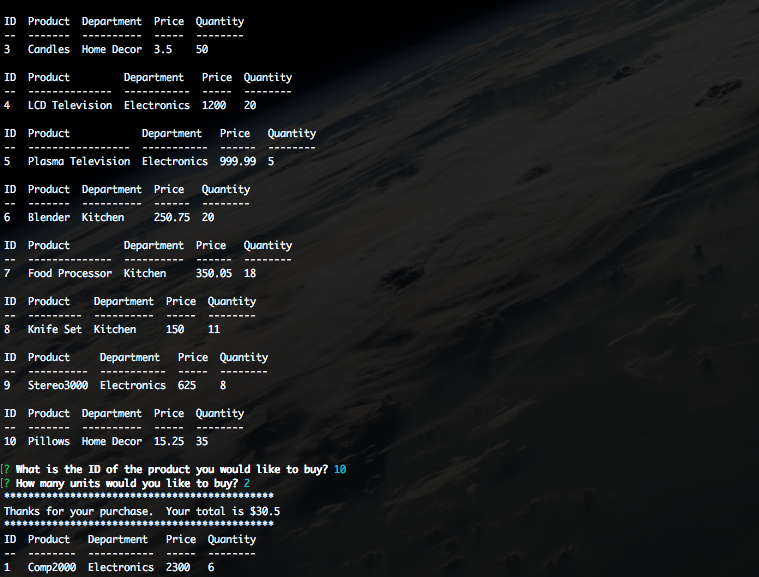 ID  Product  Department  Price  Quantity
--  -------  ----------  -----  --------
3   Candles  Home Decor  3.5    50
ID  Product         Department   Price  Quantity
--  --------------  -----------  -----  --------
4   LCD Television  Electronics  1200   20
ID  Product            Department   Price   Quantity
--  -----------------  -----------  ------  --------
5   Plasma Television  Electronics  999.99  5
ID  Product  Department  Price   Quantity
--  -------  ----------  ------  --------
6   Blender  Kitchen     250.75  20
ID  Product         Department  Price   Quantity
--  --------------  ----------  ------  --------
7   Food Processor  Kitchen     350.05  18
ID  Product    Department  Price  Quantity
--  ---------  ----------  -----  --------
8   Knife Set  Kitchen     150    11
ID  Product     Department   Price  Quantity
--  ----------  -----------  -----  --------
9   Stereo3000  Electronics  625    8
ID  Product  Department  Price  Quantity
--  -------  ----------  -----  --------
10  Pillows  Home Decor  15.25  35
[? What is the ID of the product you would like to buy? 10
[? How many units would you like to buy? 2
*********************************************
Thanks for your purchase.  Your total is $30.5
*********************************************
ID  Product   Department   Price  Quantity
--  --------  -----------  -----  --------
1   Comp2000  Electronics  2300   6